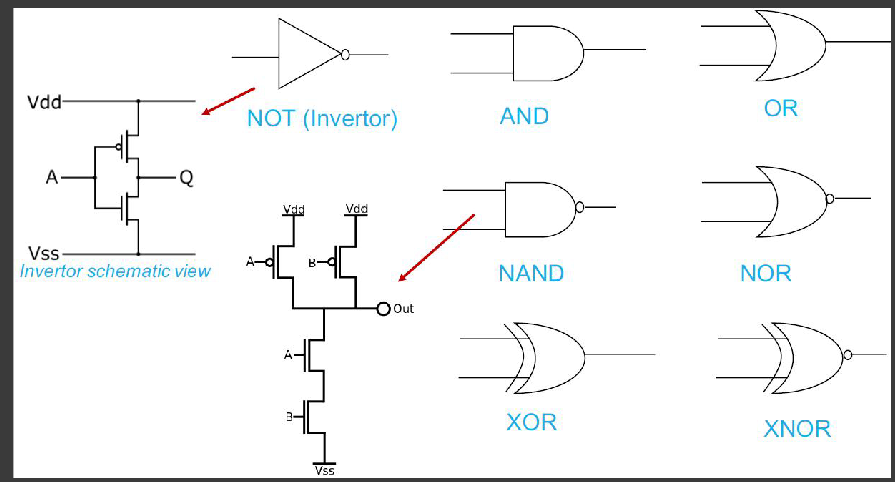 NOT (Invertor)
AND
OR
Vdd
A
Q
Vss
Invertor schematic view
Vdd
Vdd
A
B
Out
A
B
Vss
NAND
NOR
XOR
XNOR